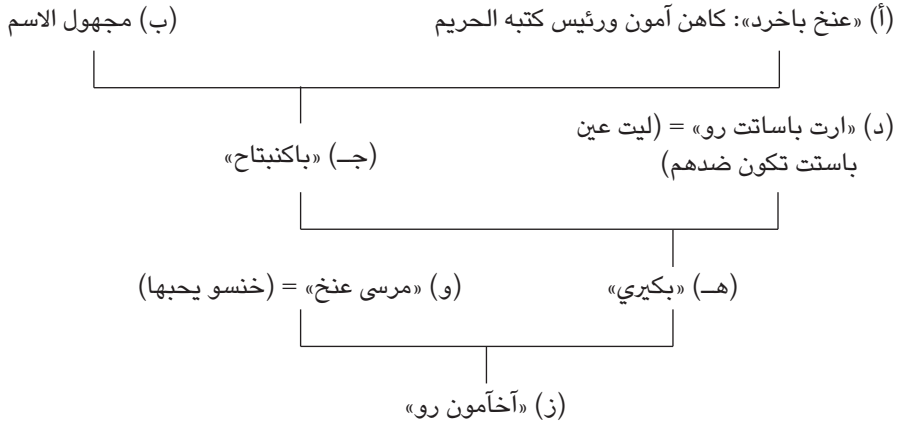 (أ) «عنخ باخرد»: كاهن آمون ورئيس كتبه الحريم
(ب) مجهول الاسم
(د) «ارت باساتت رو» = (ليت عين
باستت تكون ضدهم)
(جـ) «باكنبتاح»
(هـ) «بكيري»
(و) «مرسى عنخ» = (خنسو يحبها)
(ز) «آخآمون رو»